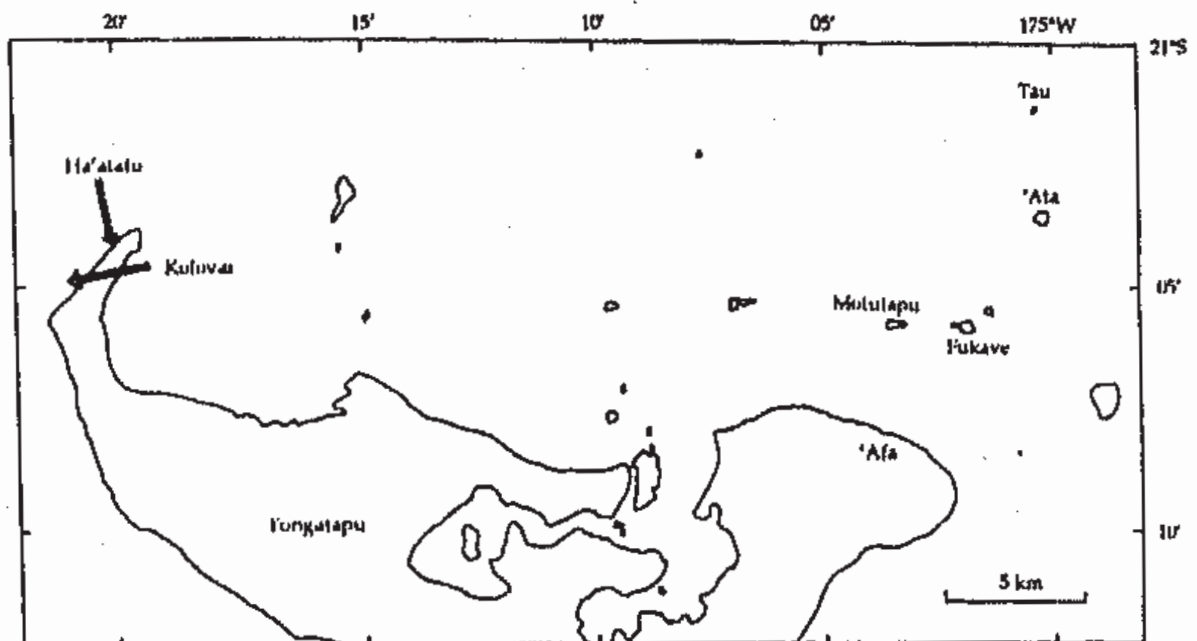 20'
15'
10'
05'
175°W
21°S
Tau
Ha'atafu
'Ata
Kolovai
05'
Motutapu
Fukave
'Afa
Tongatapu
10'
5 km